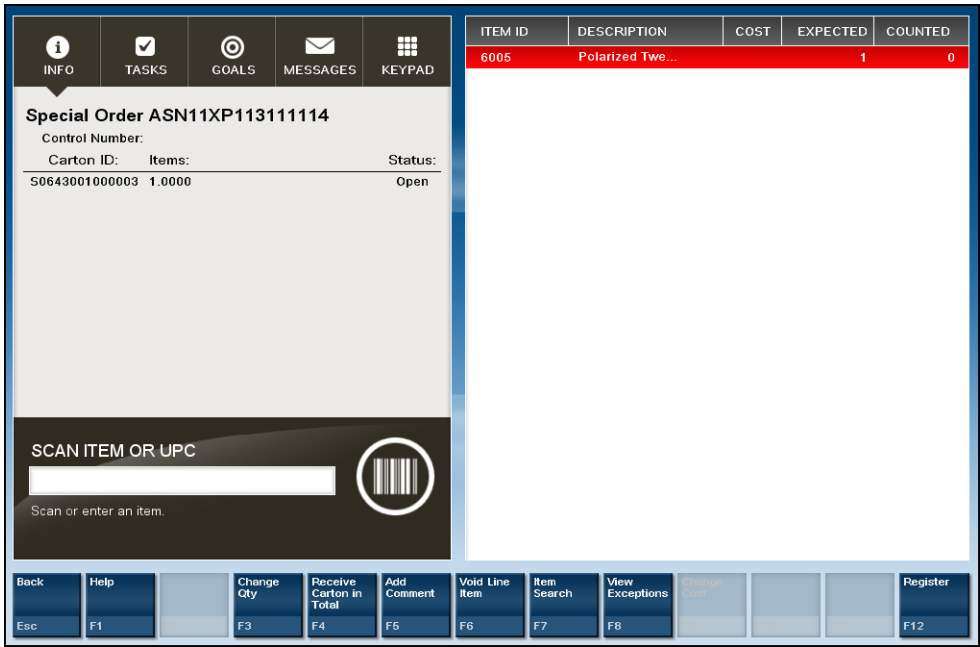 INFO TASKS GOALS MESSAGES KEYPAD
Special Order ASN11XP113111114
Control Number:
Carton ID: Items: Status:
S0643001000003 1.0000 Open
SCAN ITEM OR UPC
Scan or enter an item.
ITEM ID DESCRIPTION COST EXPECTED COUNTED
6005 Polarized Twe... 1 0
Back Help Change Qty Receive Carton in Total Add Comment Void Line Item Item Search View Exceptions Change Cost Register
Esc F1 F3 F4 F5 F6 F7 F8 F12